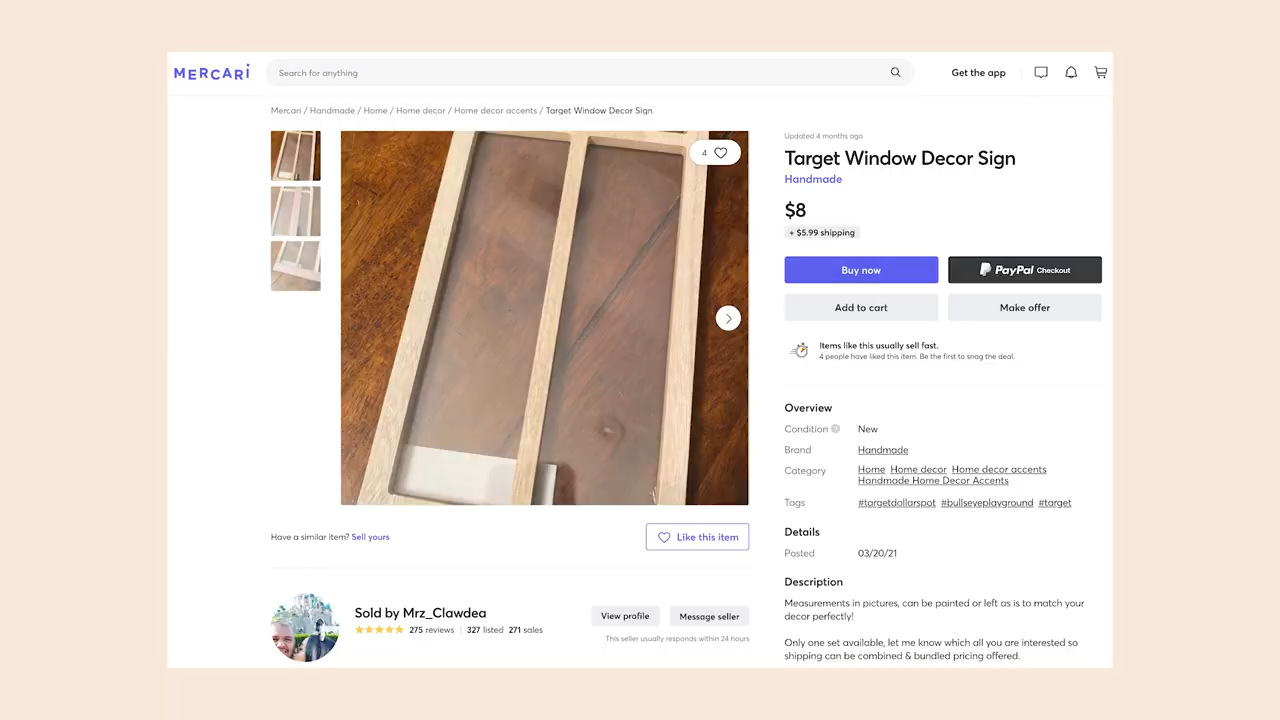 MERCARI
Search for anything
Get the app
Mercari / Handmade / Home / Home decor / Home decor accents / Target Window Decor Sign
4
Have a similar item? Sell yours
Like this item
Sold by Mrz_Clawdea
275 reviews | 327 listed 271 sales
View profile
Message seller
This seller usually responds within 24 hours
Updated 4 months ago
Target Window Decor Sign
Handmade
$8
+ $5.99 shipping
Buy now
PayPal Checkout
Add to cart
Make offer
Items like this usually sell fast.
4 people have liked this item. Be the first to snag the deal.
Overview
Condition ? New
Brand Handmade
Category Home Home decor Home decor accents
Handmade Home Decor Accents
Tags #targetdollarspot #bullseyeplayground #target
Details
Posted 03/20/21
Description
Measurements in pictures, can be painted or left as is to match your
decor perfectly!
Only one set available, let me know which all you are interested so
shipping can be combined & bundled pricing offered.